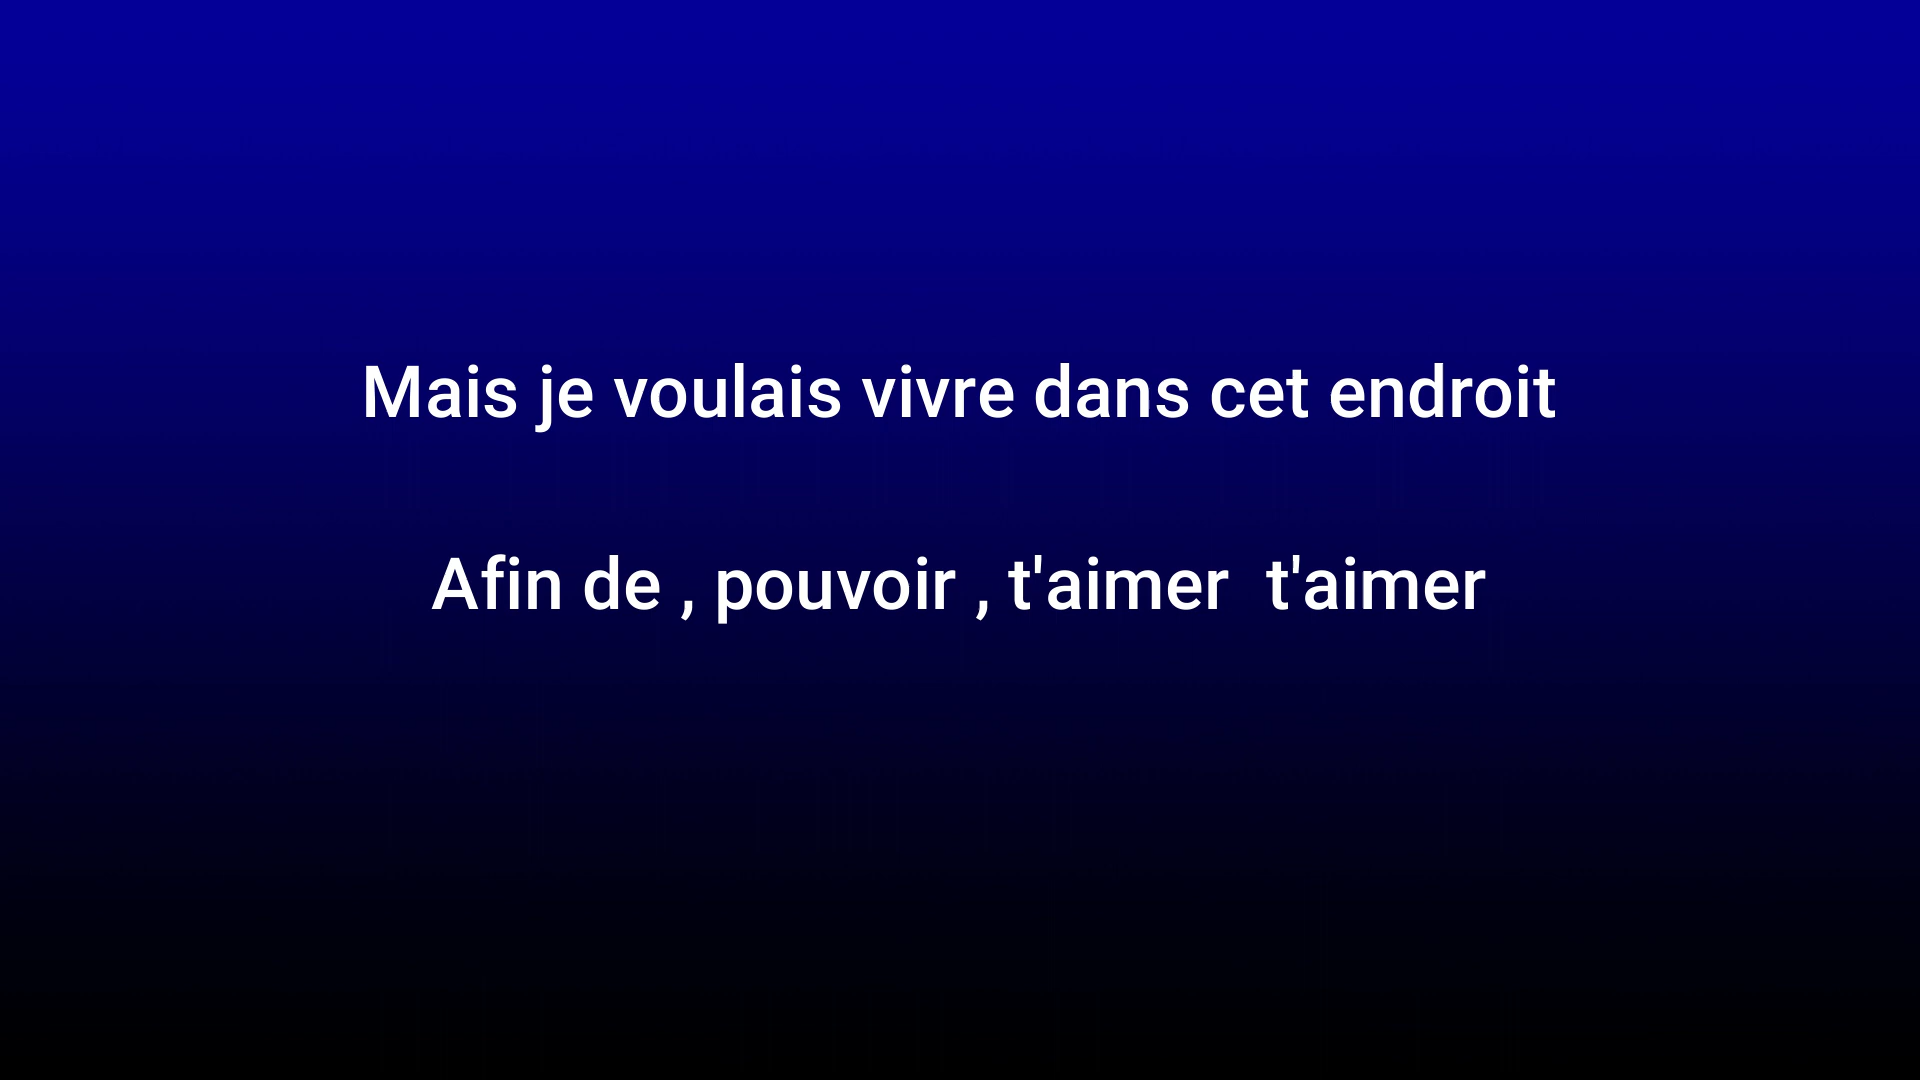 Mais je voulais vivre dans cet endroit
Afin de , pouvoir , t'aimer  t'aimer